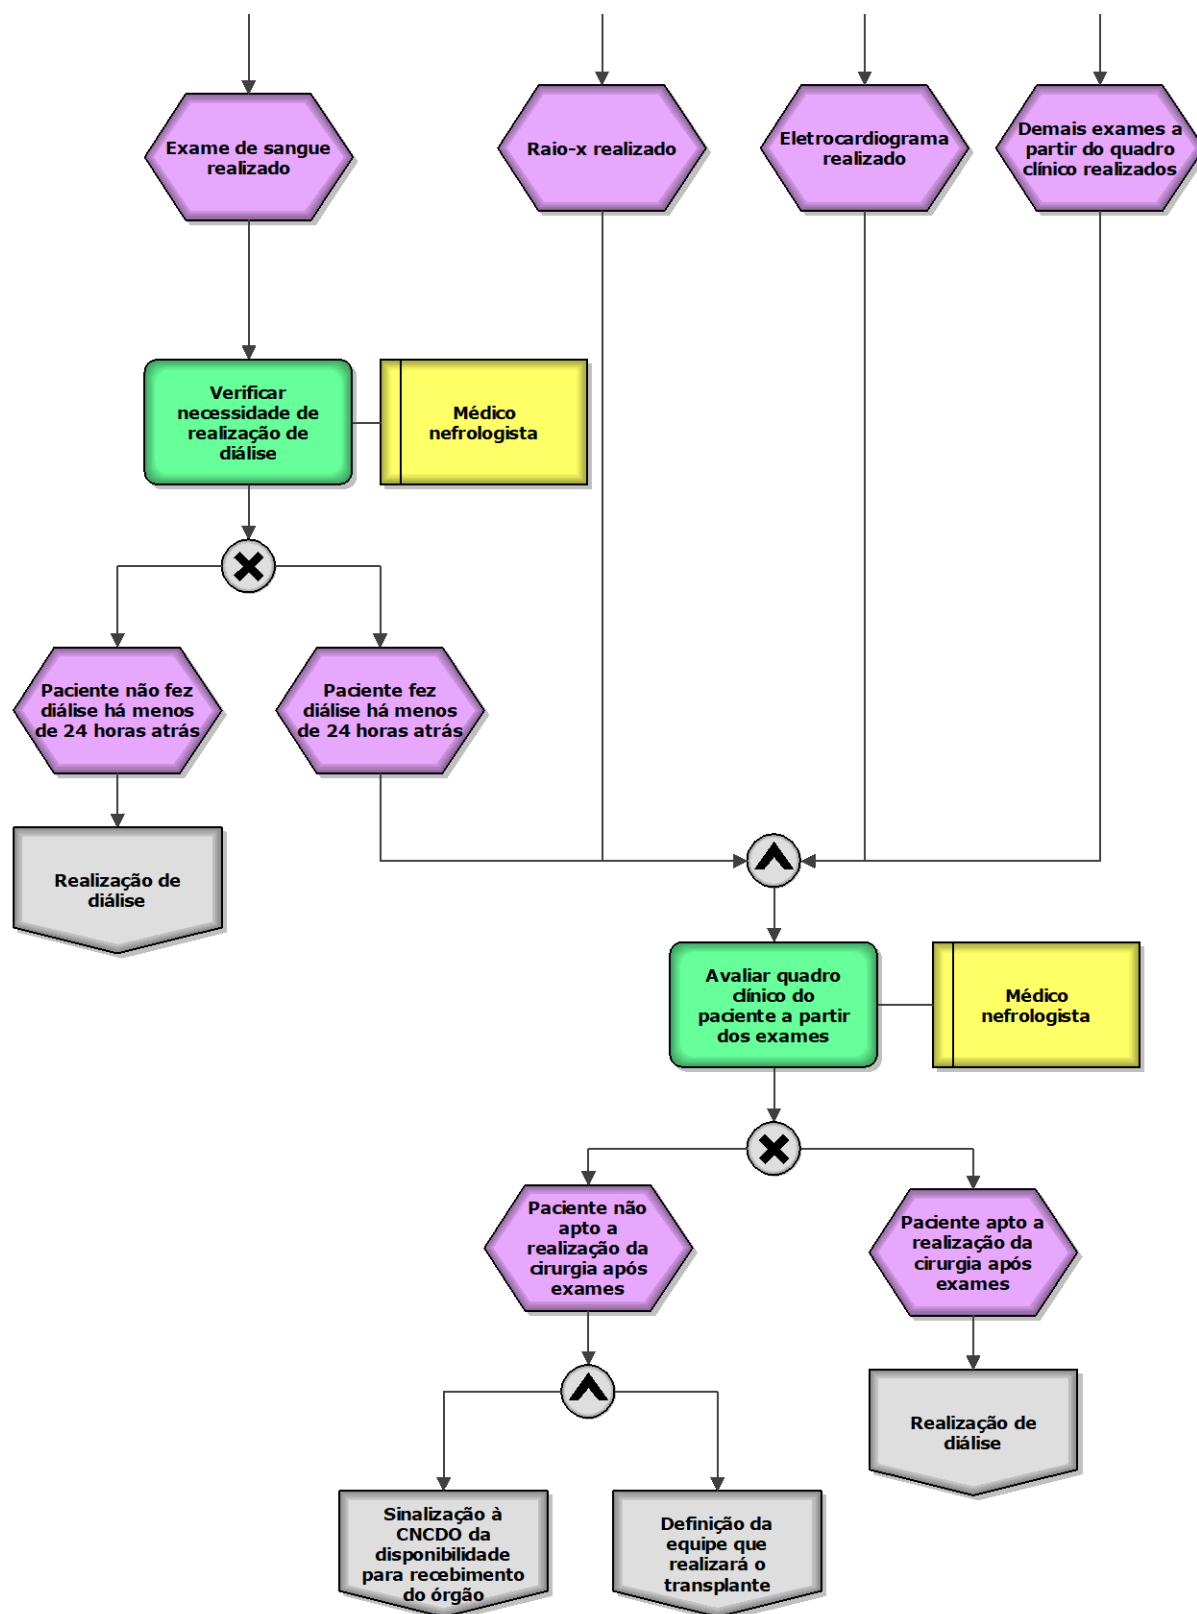 Exame de sangue
realizado
Raio-x realizado
Eletrocardiograma
realizado
Demais exames a
partir do quadro
clínico realizados
Verificar
necessidade de
realização de
diálise
Médico
nefrologista
Paciente não fez
diálise há menos
de 24 horas atrás
Paciente fez
diálise há menos
de 24 horas atrás
Realização de
diálise
Avaliar quadro
clínico do
paciente a partir
dos exames
Médico
nefrologista
Paciente não
apto a
realização da
cirurgia após
exames
Paciente apto a
realização da
cirurgia após
exames
Realização de
diálise
Sinalização à
CNCDO da
disponibilidade
para recebimento
do órgão
Definição da
equipe que
realizará o
transplante